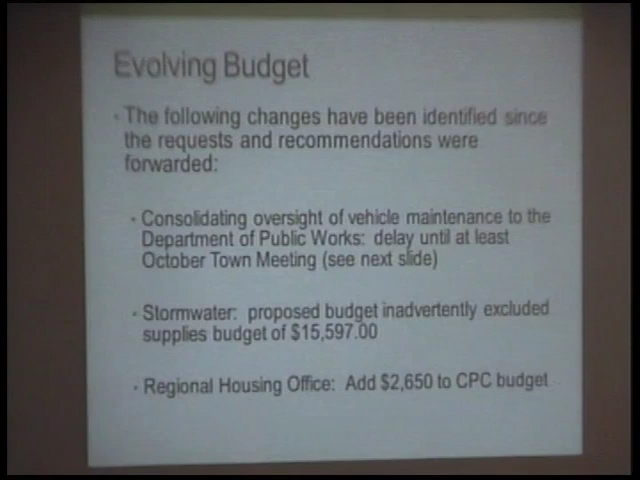 Evolving Budget
• The following changes have been identified since
the requests and recommendations were
forwarded:
• Consolidating oversight of vehicle maintenance to the
Department of Public Works: delay until at least
October Town Meeting (see next slide)
• Stormwater: proposed budget inadvertently excluded
supplies budget of $15,597.00
• Regional Housing Office: Add $2,650 to CPC budget